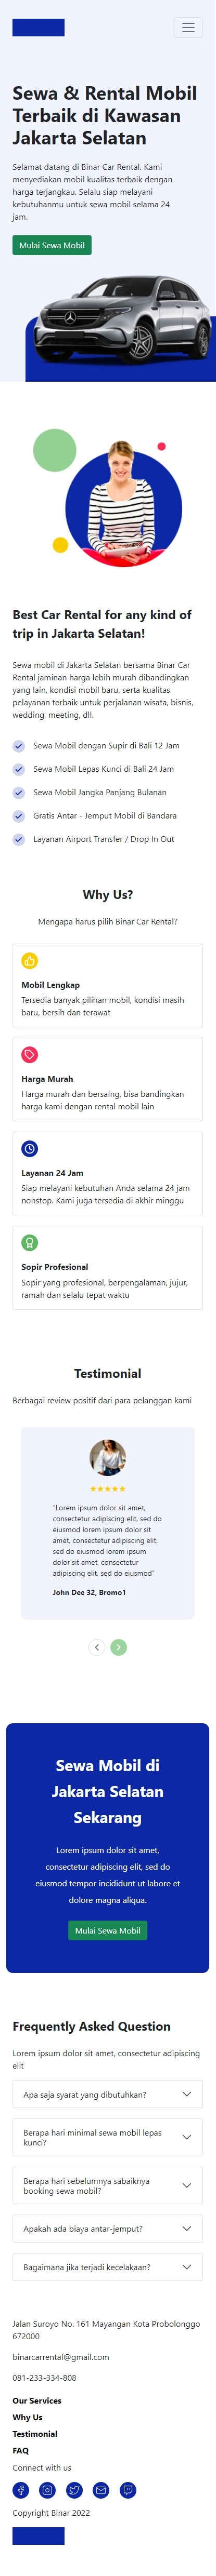 Sewa & Rental Mobil
Terbaik di Kawasan
Jakarta Selatan
Selamat datang di Binar Car Rental. Kami
menyediakan mobil kualitas terbaik dengan
harga terjangkau. Selalu siap melayani
kebutuhanmu untuk sewa mobil selama 24
jam.
Mulai Sewa Mobil
Best Car Rental for any kind of
trip in Jakarta Selatan!
Sewa mobil di Jakarta Selatan bersama Binar Car
Rental jaminan harga lebih murah dibandingkan
yang lain, kondisi mobil baru, serta kualitas
pelayanan terbaik untuk perjalanan wisata, bisnis,
wedding, meeting, dll.
Sewa Mobil dengan Supir di Bali 12 Jam
Sewa Mobil Lepas Kunci di Bali 24 Jam
Sewa Mobil Jangka Panjang Bulanan
Gratis Antar - Jemput Mobil di Bandara
Layanan Airport Transfer / Drop In Out
Why Us?
Mengapa harus pilih Binar Car Rental?
Mobil Lengkap
Tersedia banyak pilihan mobil, kondisi masih
baru, bersih dan terawat
Harga Murah
Harga murah dan bersaing, bisa bandingkan
harga kami dengan rental mobil lain
Layanan 24 Jam
Siap melayani kebutuhan Anda selama 24 jam
nonstop. Kami juga tersedia di akhir minggu
Sopir Profesional
Sopir yang profesional, berpengalaman, jujur,
ramah dan selalu tepat waktu
Testimonial
Berbagai review positif dari para pelanggan kami
"Lorem ipsum dolor sit amet,
consectetur adipiscing elit, sed do
eiusmod lorem ipsum dolor sit
amet, consectetur adipiscing elit,
sed do eiusmod lorem ipsum
dolor sit amet, consectetur
adipiscing elit, sed do eiusmod"
John Dee 32, Bromo1
Sewa Mobil di
Jakarta Selatan
Sekarang
Lorem ipsum dolor sit amet,
consectetur adipiscing elit, sed do
eiusmod tempor incididunt ut labore et
dolore magna aliqua.
Mulai Sewa Mobil
Frequently Asked Question
Lorem ipsum dolor sit amet, consectetur adipiscing
elit
Apa saja syarat yang dibutuhkan?
Berapa hari minimal sewa mobil lepas
kunci?
Berapa hari sebelumnya sabaiknya
booking sewa mobil?
Apakah ada biaya antar-jemput?
Bagaimana jika terjadi kecelakaan?
Jalan Suroyo No. 161 Mayangan Kota Probolonggo
672000
binarcarrental@gmail.com
081-233-334-808
Our Services
Why Us
Testimonial
FAQ
Connect with us
Copyright Binar 2022